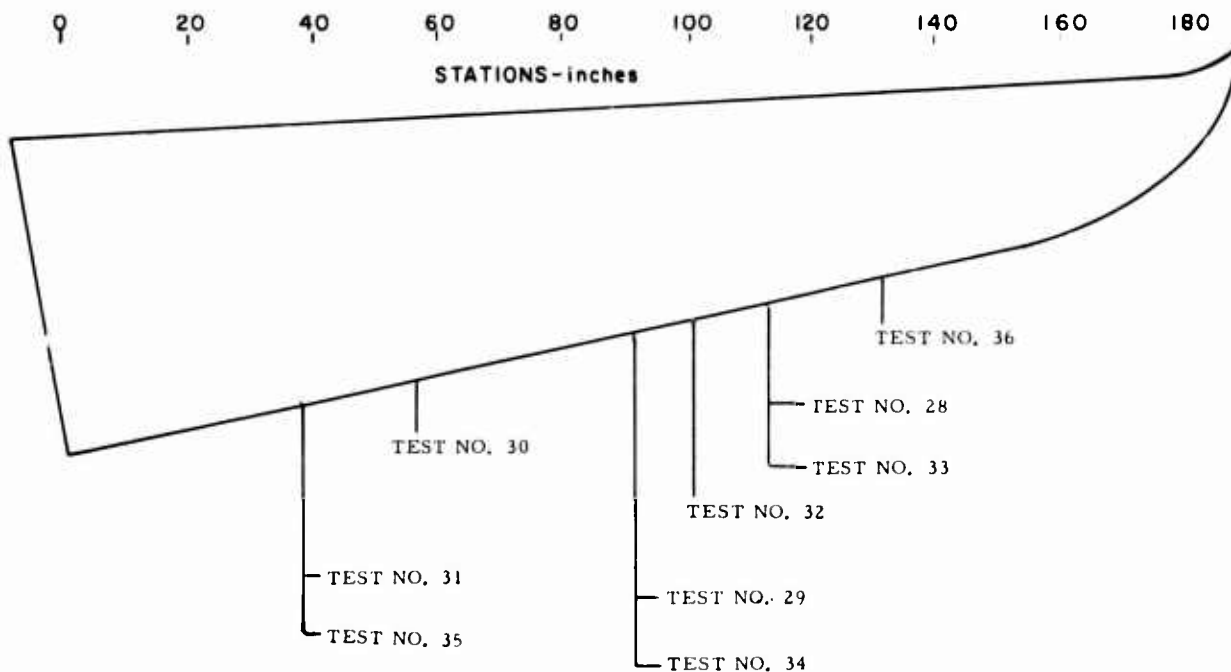 0 20 40 60 80 100 120 140 160 180
STATIONS-inches
TEST NO. 36
TEST NO. 28
TEST NO. 30
TEST NO. 33
TEST NO. 32
TEST NO. 31
TEST NO. 29
TEST NO. 35
TEST NO. 34